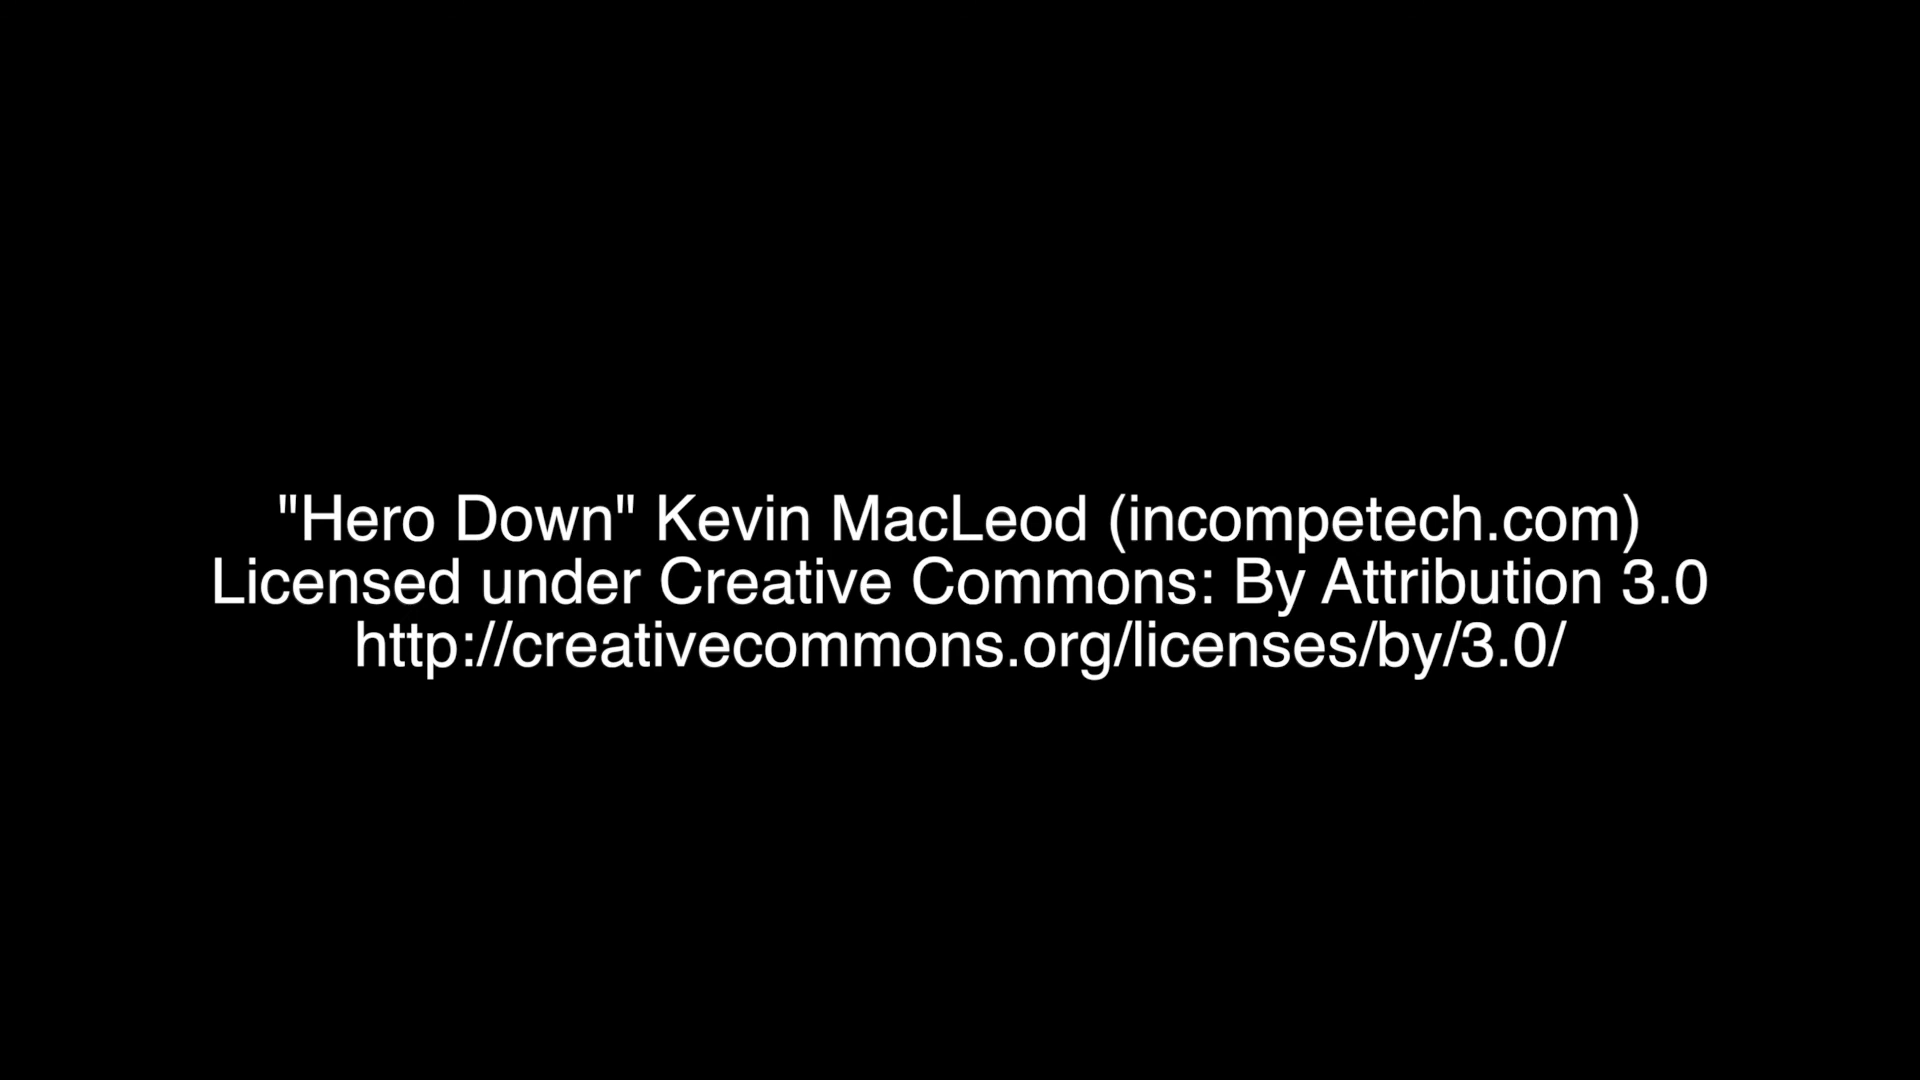 "Hero Down" Kevin MacLeod (incompetech.com)
Licensed under Creative Commons: By Attribution 3.0
http://creativecommons.org/licenses/by/3.0/